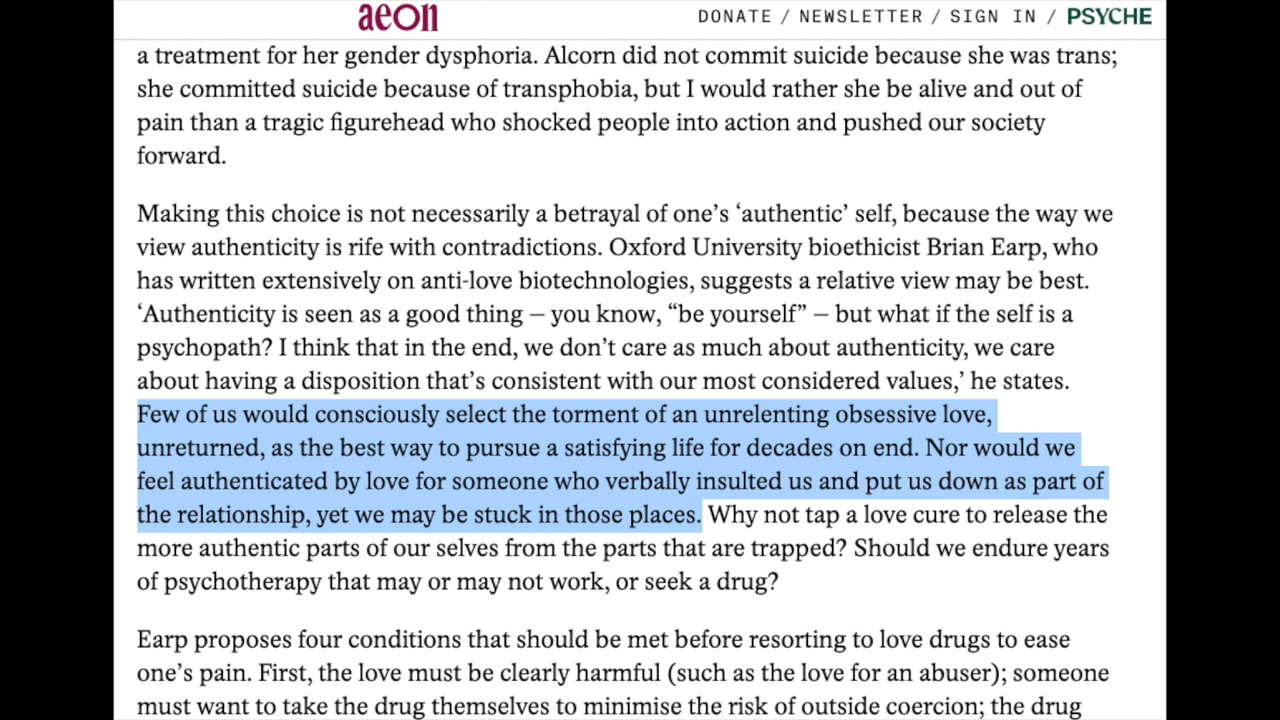 aeon
DONATE / NEWSLETTER / SIGN IN / PSYCHE
a treatment for her gender dysphoria. Alcorn did not commit suicide because she was trans;
she committed suicide because of transphobia, but I would rather she be alive and out of
pain than a tragic figurehead who shocked people into action and pushed our society
forward.
Making this choice is not necessarily a betrayal of one’s ‘authentic’ self, because the way we
view authenticity is rife with contradictions. Oxford University bioethicist Brian Earp, who
has written extensively on anti-love biotechnologies, suggests a relative view may be best.
‘Authenticity is seen as a good thing – you know, “be yourself” – but what if the self is a
psychopath? I think that in the end, we don’t care as much about authenticity, we care
about having a disposition that’s consistent with our most considered values,’ he states.
Few of us would consciously select the torment of an unrelenting obsessive love,
unreturned, as the best way to pursue a satisfying life for decades on end. Nor would we
feel authenticated by love for someone who verbally insulted us and put us down as part of
the relationship, yet we may be stuck in those places. Why not tap a love cure to release the
more authentic parts of our selves from the parts that are trapped? Should we endure years
of psychotherapy that may or may not work, or seek a drug?
Earp proposes four conditions that should be met before resorting to love drugs to ease
one’s pain. First, the love must be clearly harmful (such as the love for an abuser); someone
must want to take the drug themselves to minimise the risk of outside coercion; the drug